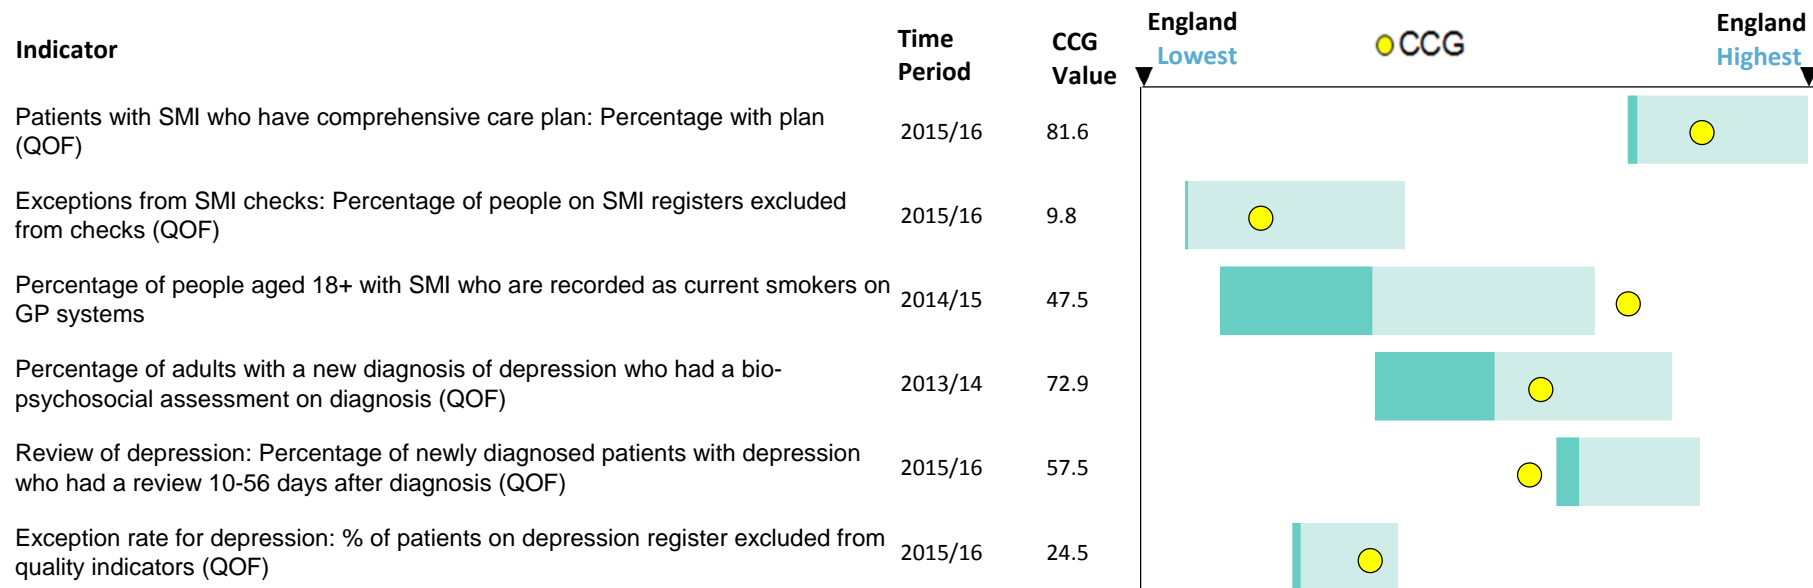 Indicator
Time
Period
CCG
Value
England
Lowest
CCG
England
Highest
Patients with SMI who have comprehensive care plan: Percentage with plan
(QOF)
2015/16
81.6
Exceptions from SMI checks: Percentage of people on SMI registers excluded
from checks (QOF)
2015/16
9.8
Percentage of people aged 18+ with SMI who are recorded as current smokers on
GP systems
2014/15
47.5
Percentage of adults with a new diagnosis of depression who had a bio-
psychosocial assessment on diagnosis (QOF)
2013/14
72.9
Review of depression: Percentage of newly diagnosed patients with depression
who had a review 10-56 days after diagnosis (QOF)
2015/16
57.5
Exception rate for depression: % of patients on depression register excluded from
quality indicators (QOF)
2015/16
24.5